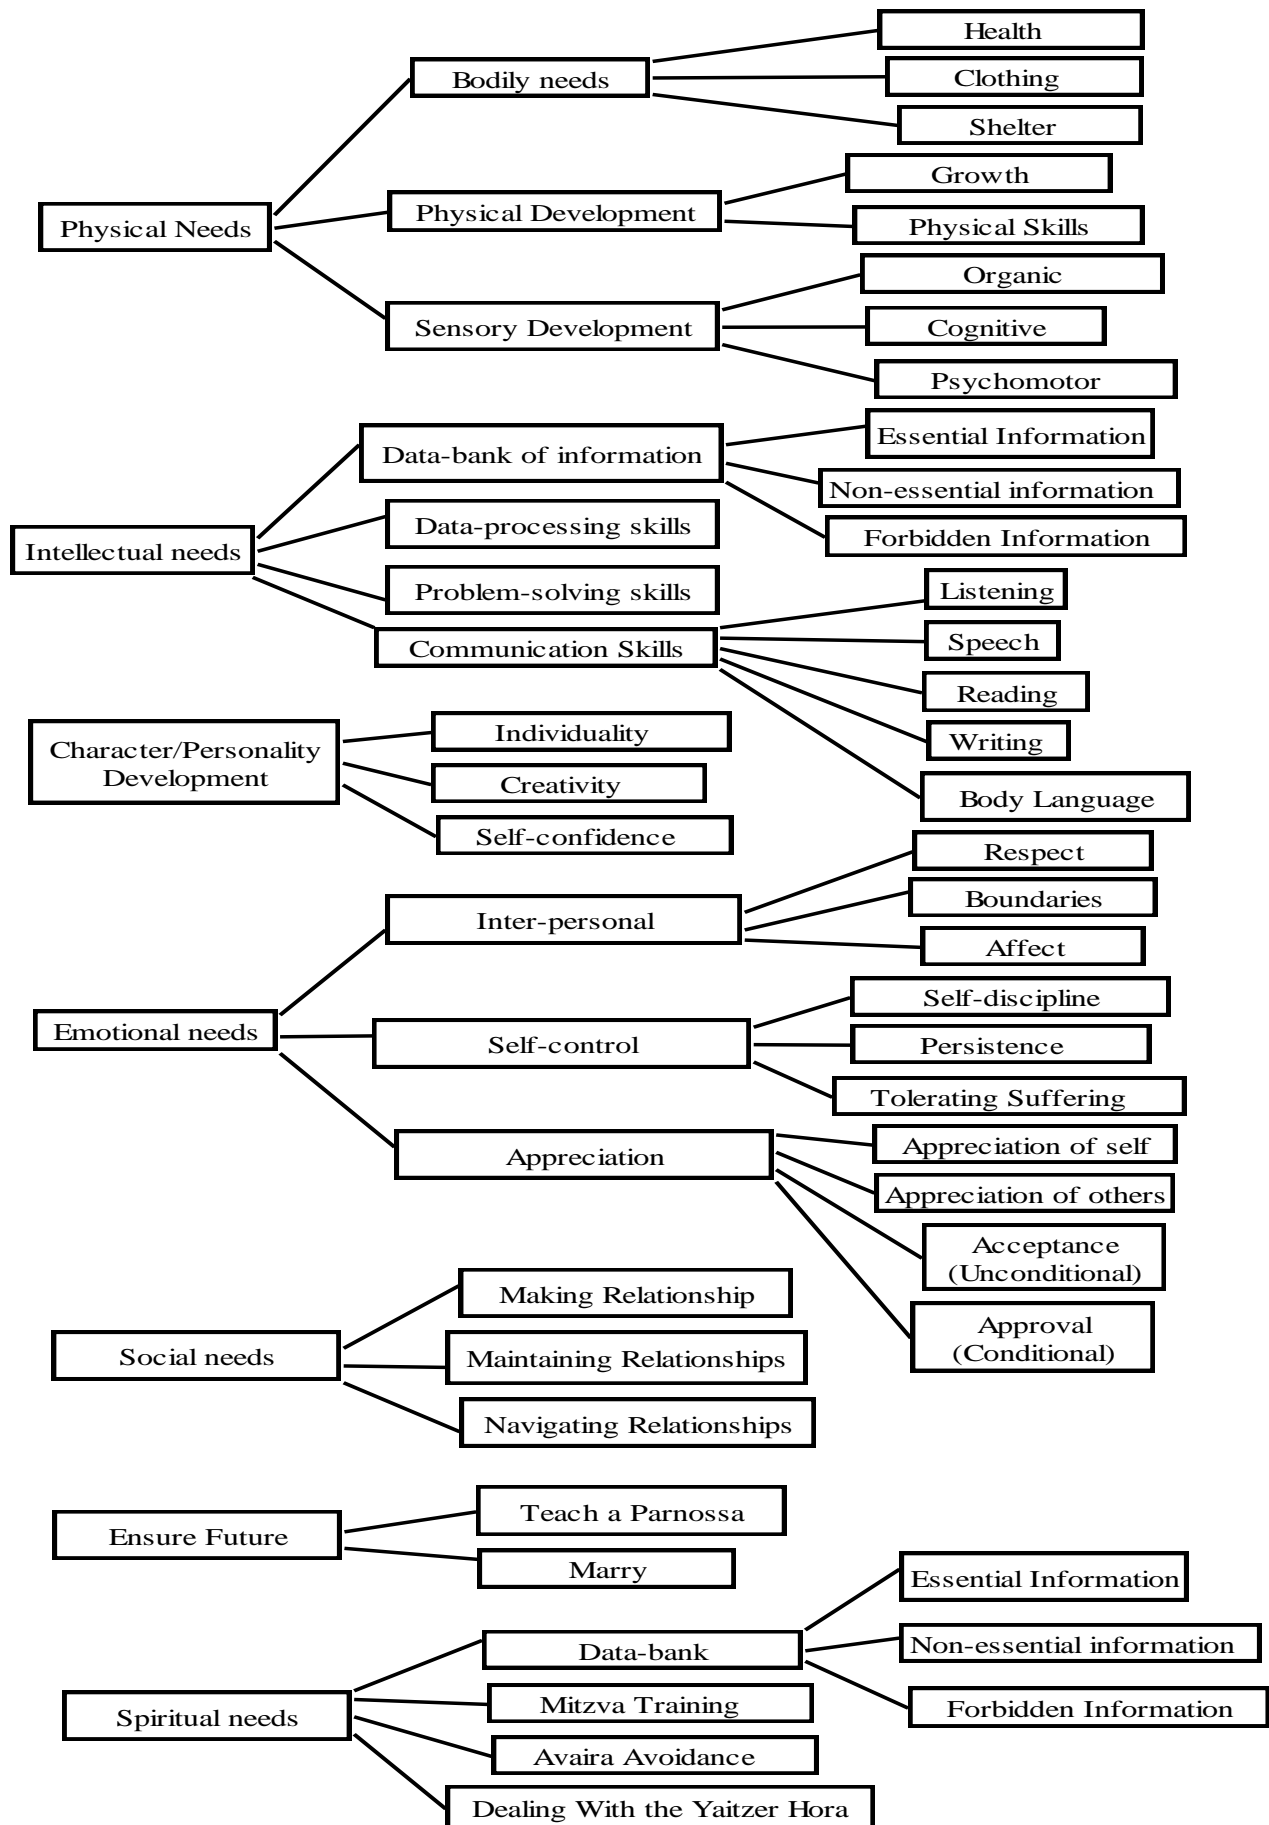 Health
Bodily needs
Clothing
Shelter
Growth
Physical Development
Physical Needs
Physical Skills
Organic
Sensory Development
Cognitive
Psychomotor
Essential Information
Data-bank of information
Non-essential information
Data-processing skills
Forbidden Information
Intellectual needs
Problem-solving skills
Listening
Communication Skills
Speech
Reading
Individuality
Writing
Character/Personality
Development
Creativity
Body Language
Self-confidence
Respect
Inter-personal
Boundaries
Affect
Self-discipline
Emotional needs
Self-control
Persistence
Tolerating Suffering
Appreciation
Appreciation of self
Appreciation of others
Acceptance
(Unconditional)
Making Relationship
Approval
(Conditional)
Social needs
Maintaining Relationships
Navigating Relationships
Teach a Parnossa
Ensure Future
Marry
Essential Information
Data-bank
Non-essential information
Mitzva Training
Forbidden Information
Spiritual needs
Avaira Avoidance
Dealing With the Yaitzer Hora